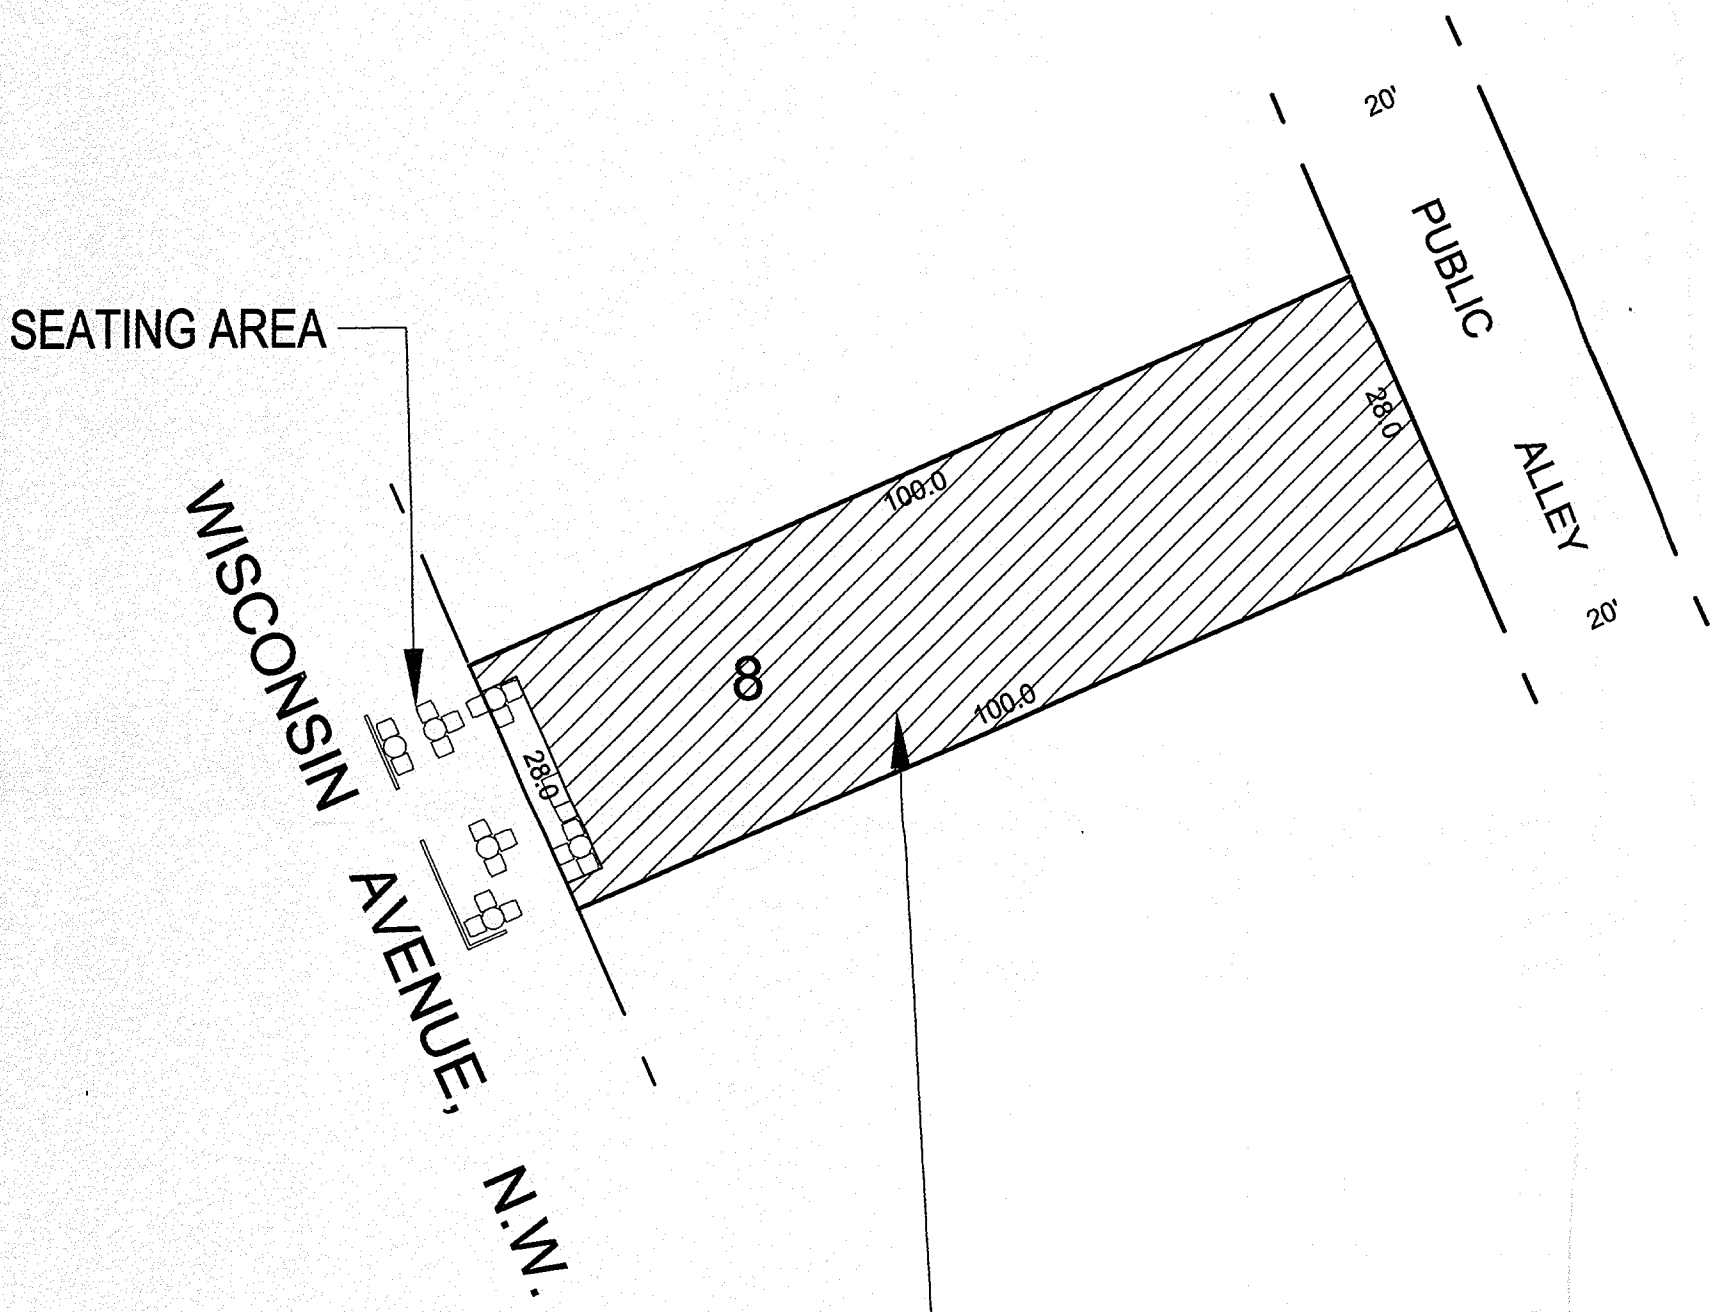 20'
PUBLIC
ALLEY
20'
SEATING AREA
100.0
28.0
8
100.0
28.0
WISCONSIN AVENUE, N.W.